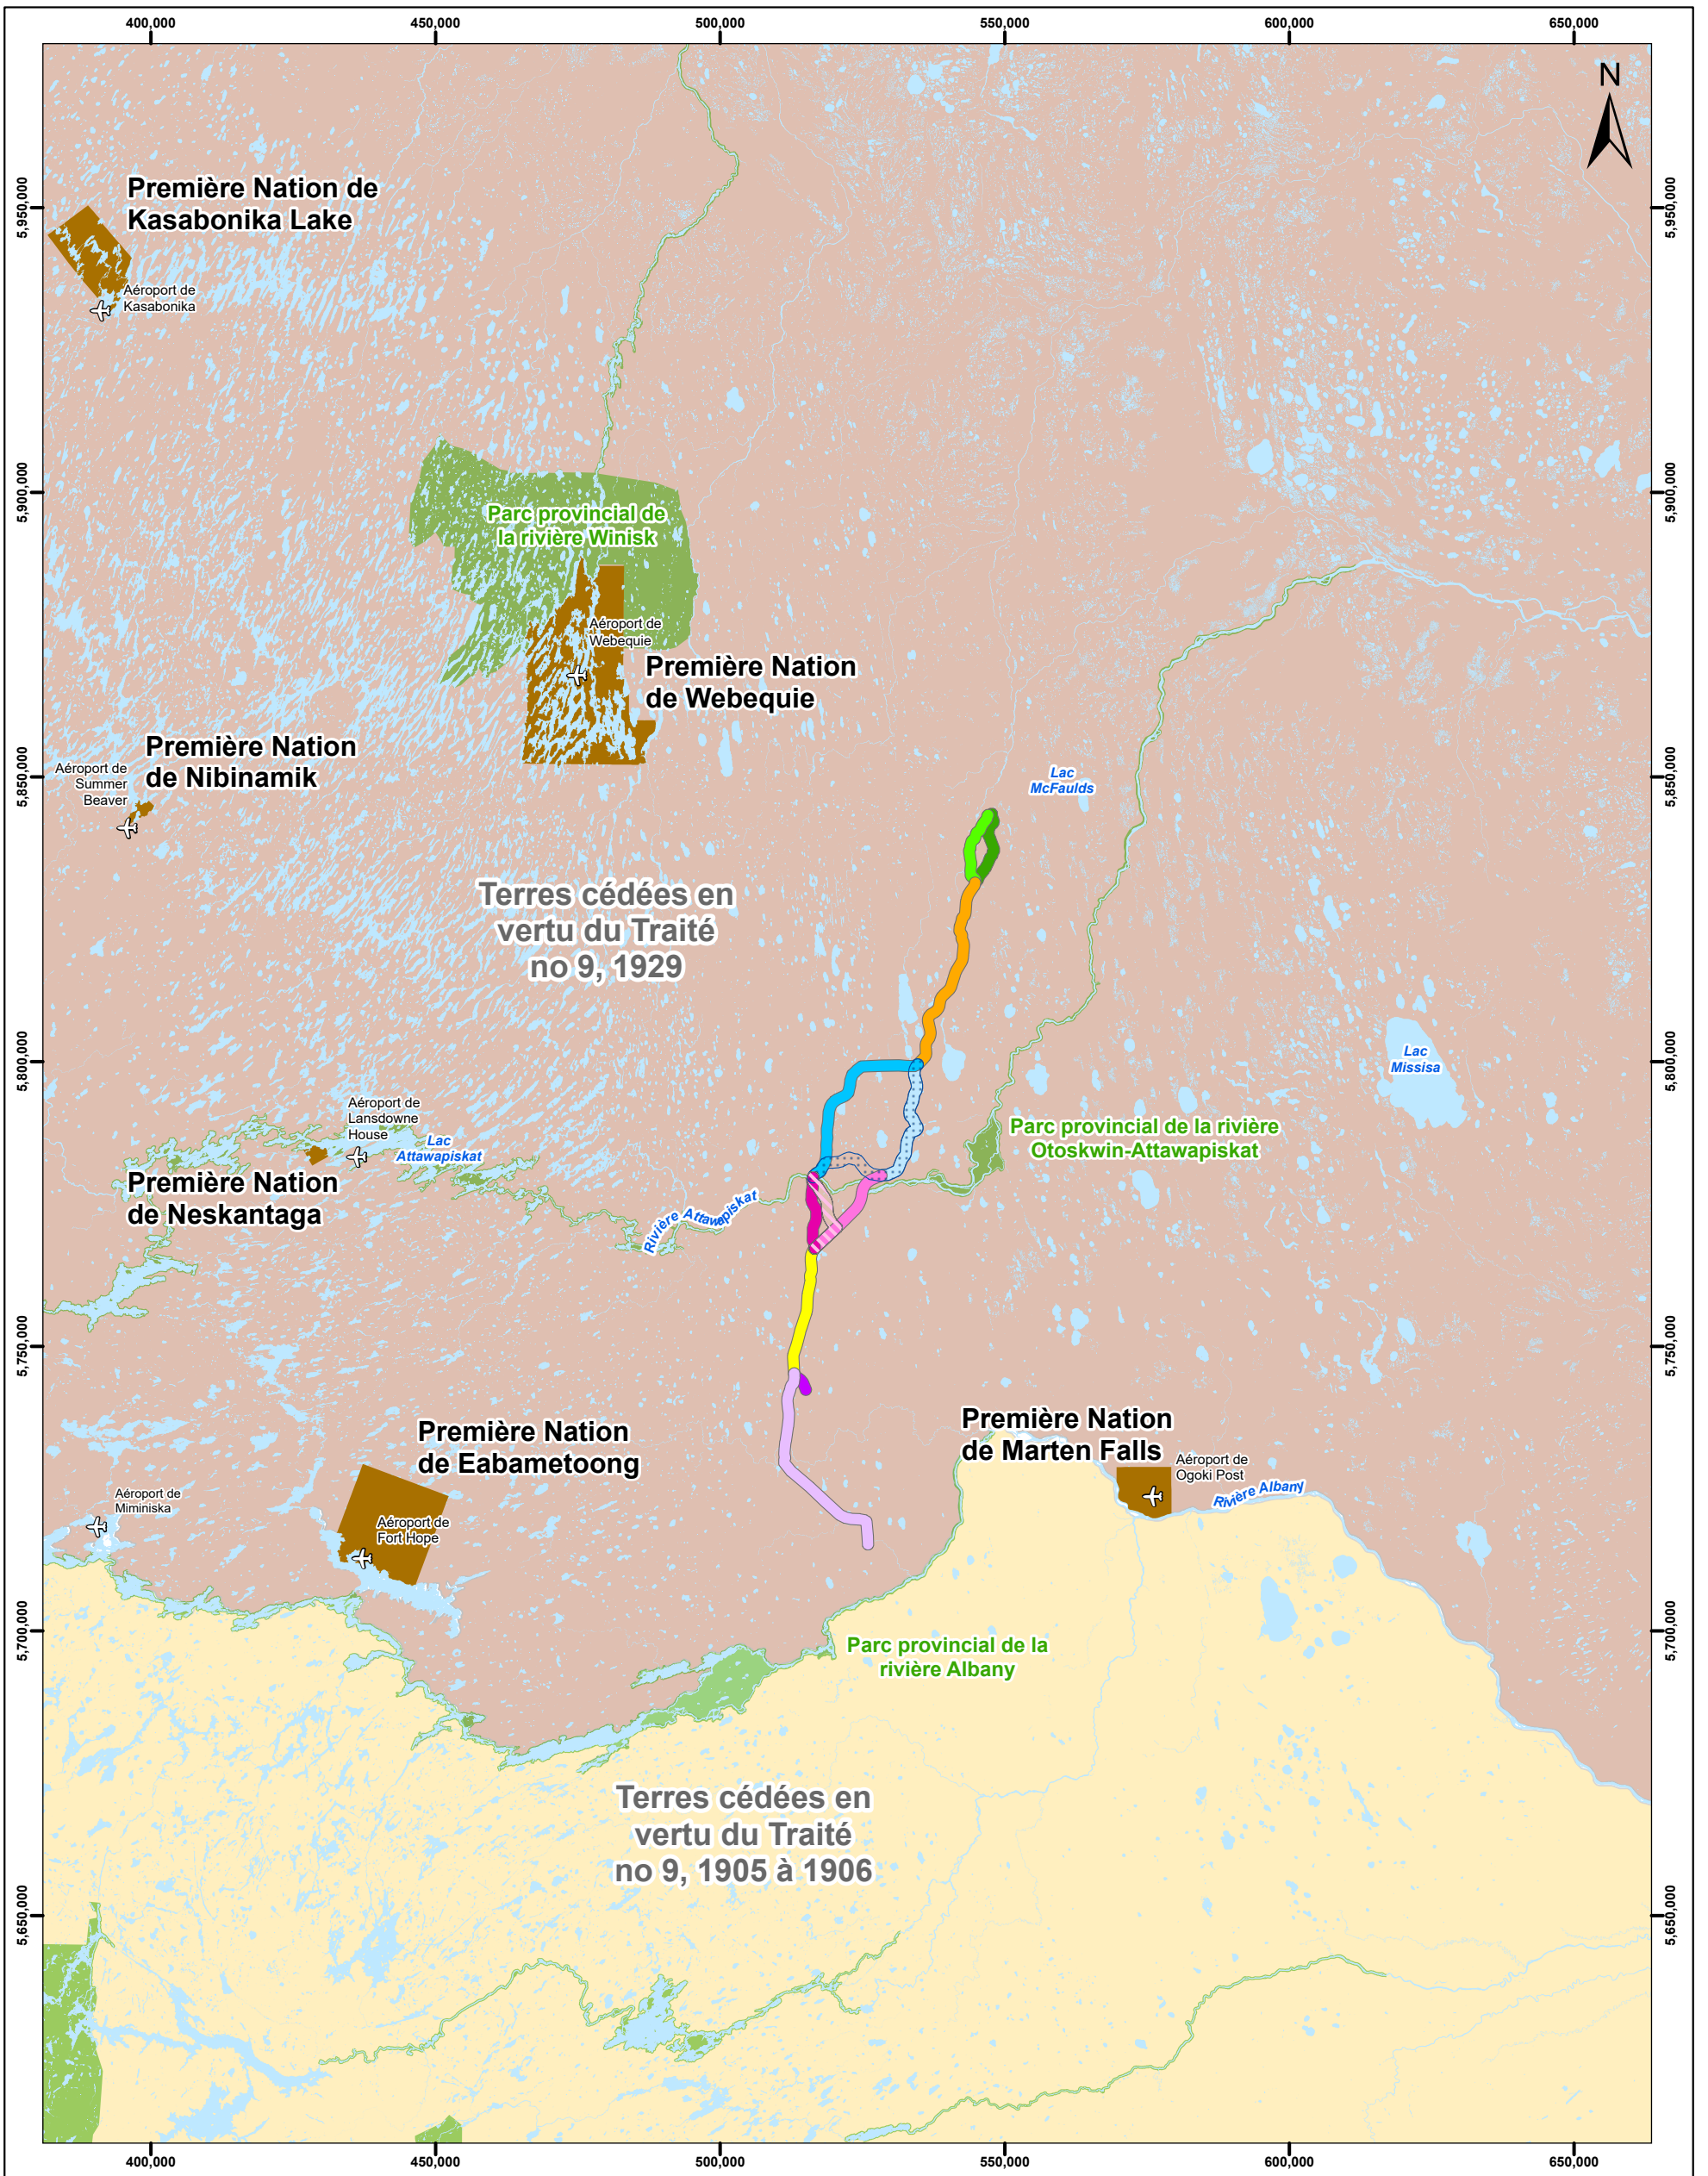 400,000
450,000
500,000
550,000
600,000
650,000
N
5,950,000
5,950,000
Première Nation de
Kasabonika Lake
Aéroport de
Kasabonika
5,900,000
5,900,000
Parc provincial de
la rivière Winisk
Aéroport de
Webequie
Première Nation
de Webequie
Première Nation
de Nibinamik
Aéroport de
Summer
Beaver
5,850,000
5,850,000
Lac
McFaulds
Terres cédées en
vertu du Traité
no 9, 1929
5,800,000
5,800,000
Lac
Missisa
Aéroport de
Lansdowne
House
Lac
Attawapiskat
Parc provincial de la rivière
Otoskwin-Attawapiskat
Première Nation
de Neskantaga
Rivière Attawapiskat
5,750,000
5,750,000
Première Nation
de Eabametoong
Première Nation
de Marten Falls
Aéroport de
Ogoki Post
Rivière Albany
Aéroport de
Miminiska
Aéroport de
Fort Hope
5,700,000
5,700,000
Parc provincial de la
rivière Albany
Terres cédées en
vertu du Traité
no 9, 1905 à 1906
5,650,000
5,650,000
400,000
450,000
500,000
550,000
600,000
650,000